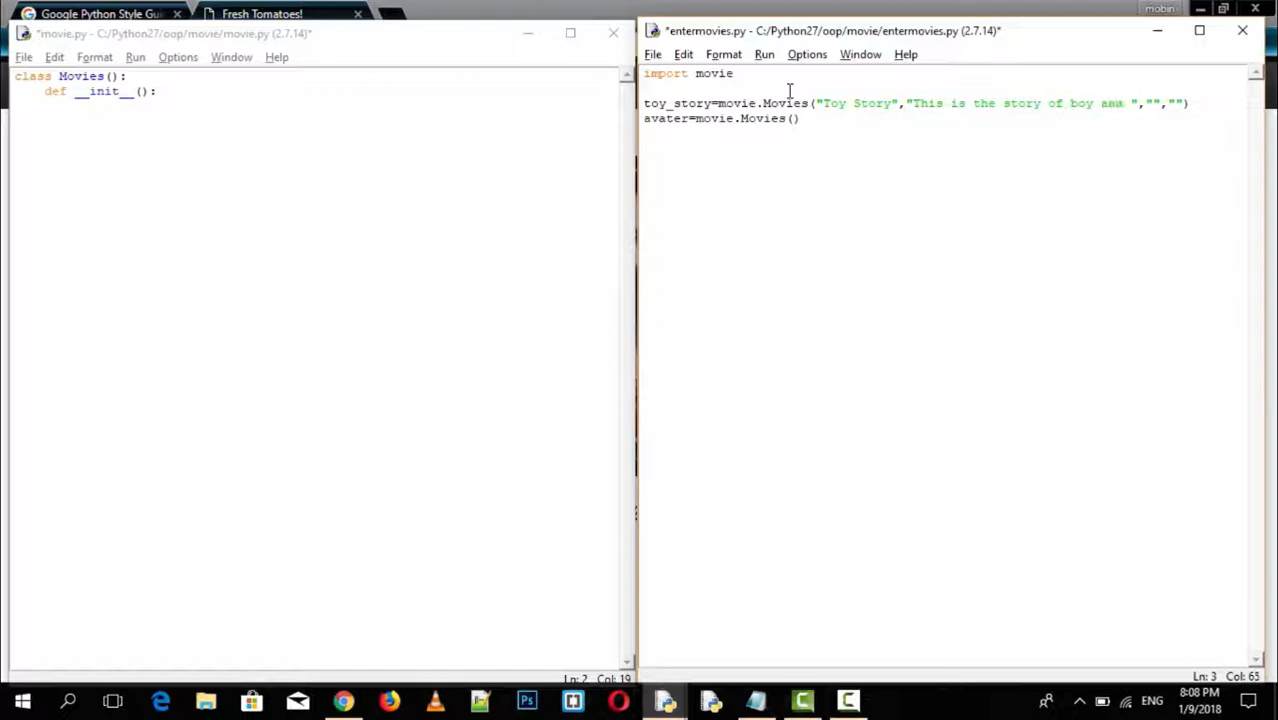 Google Python Style Gui
Fresh Tomatoes!
mobin
*movie.py - C:/Python27/oop/movie/movie.py (2.7.14)*
File Edit Format Run Options Window Help
class Movies():
    def __init__():
Ln: 2 Col: 19
*entermovies.py - C:/Python27/oop/movie/entermovies.py (2.7.14)*
File Edit Format Run Options Window Help
import movie
toy_story=movie.Movies("Toy Story","This is the story of boy ama ","","")
avater=movie.Movies()
Ln: 3 Col: 63
Ps
ENG
8:08 PM
1/9/2018